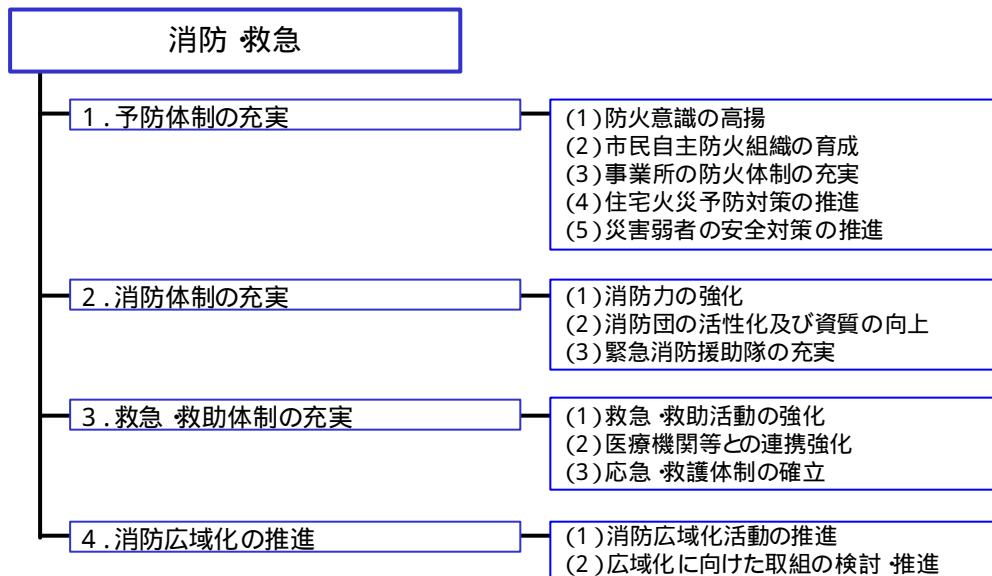 消防・救急
1.予防体制の充実
(1)防火意識の高揚
(2)市民自主防火組織の育成
(3)事業所の防火体制の充実
(4)住宅火災予防対策の推進
(5)災害弱者の安全対策の推進
2.消防体制の充実
(1)消防力の強化
(2)消防団の活性化及び資質の向上
(3)緊急消防援助隊の充実
3.救急・救助体制の充実
(1)救急・救助活動の強化
(2)医療機関等との連携強化
(3)応急・救護体制の確立
4.消防広域化の推進
(1)消防広域化活動の推進
(2)広域化に向けた取組の検討・推進